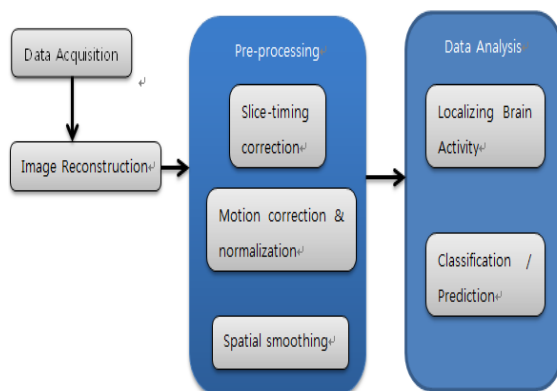 Data Acquisition
Image Reconstruction
Pre-processing
Slice-timing
correction
Motion correction &
normalization
Spatial smoothing
Data Analysis
Localizing Brain
Activity
Classification /
Prediction